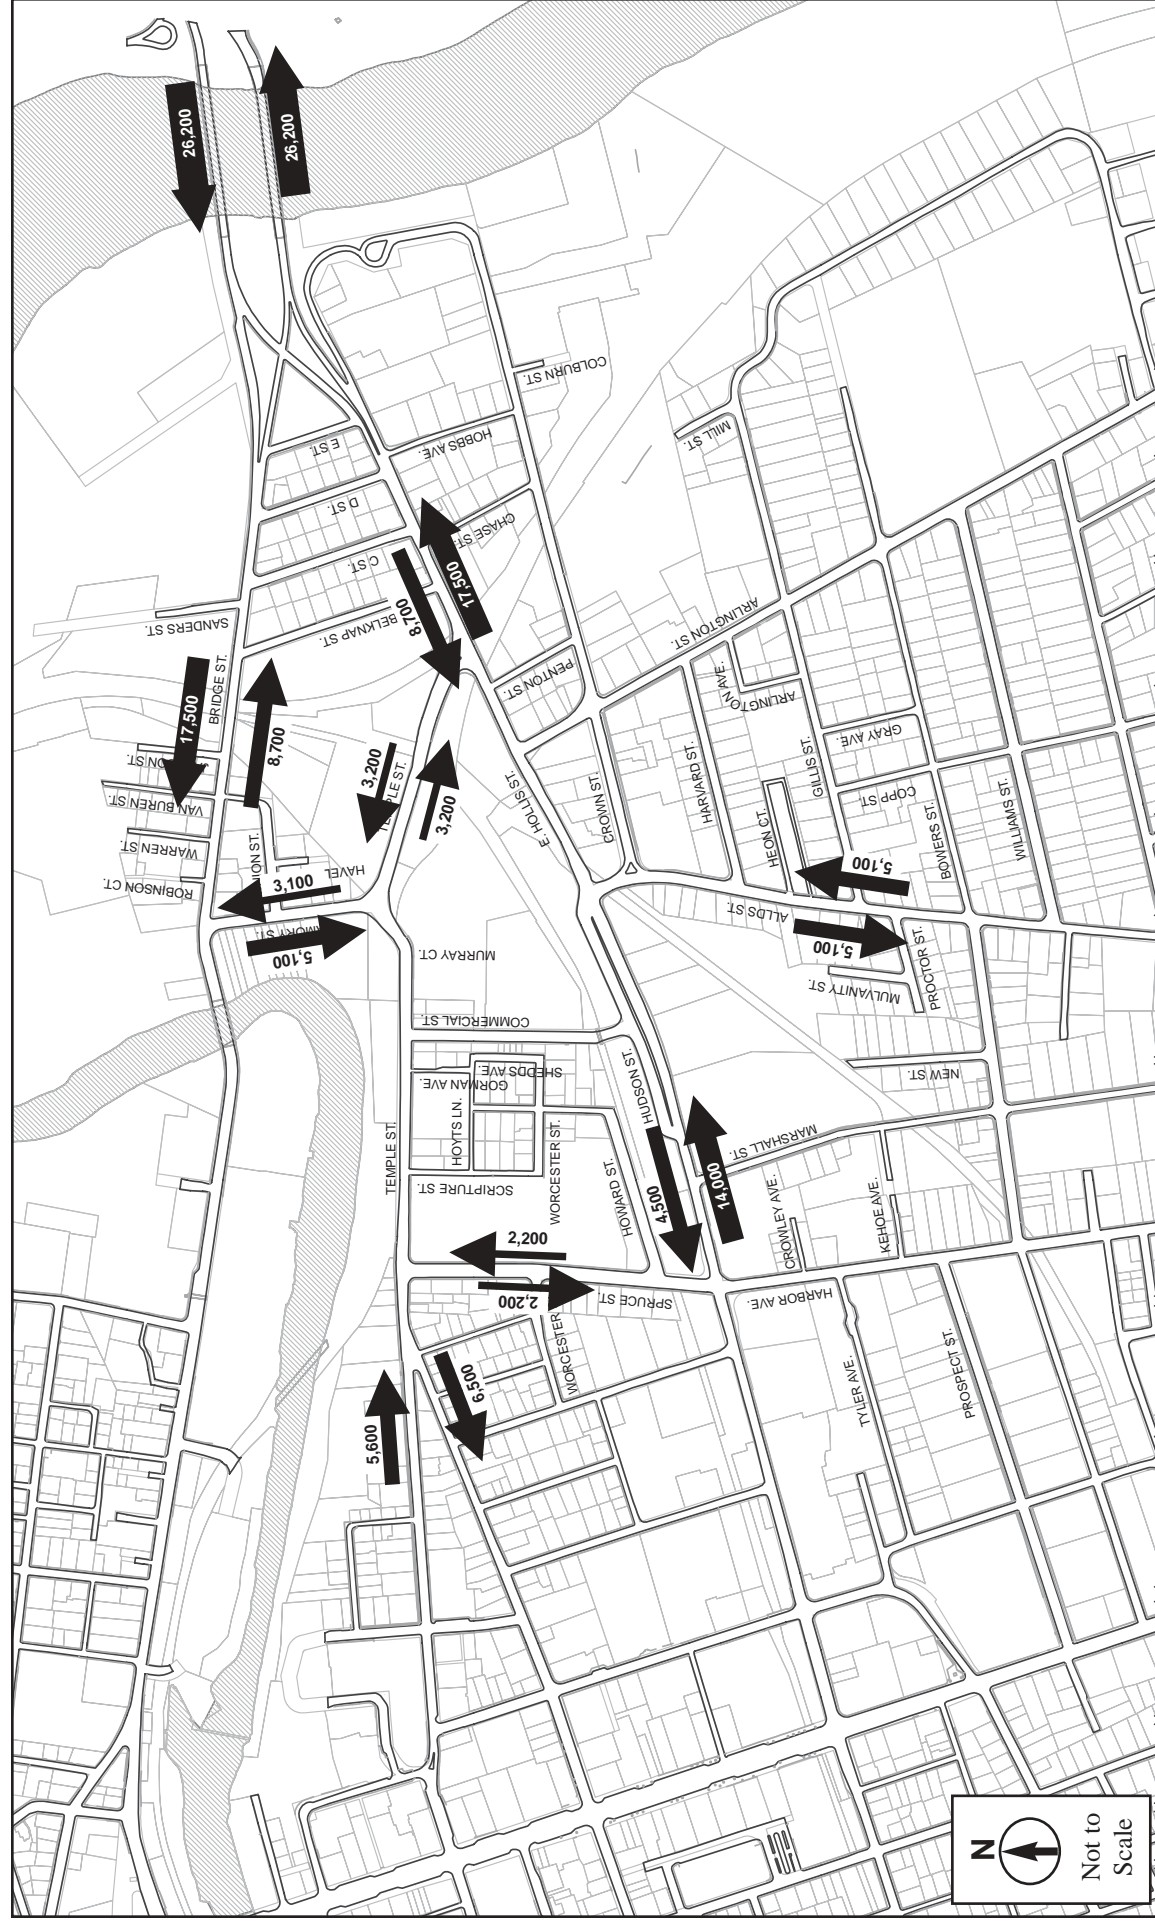 26,200
26,200
E ST.
D ST.
C ST.
HOBBS AVE.
COLBURN ST.
CHASE ST.
17,500
8,700
BELKNAP ST.
SANDERS ST.
BRIDGE ST.
17,500
8,700
VAN BUREN ST.
WARREN ST.
ROBINSON CT.
HAVEL
3,100
5,100
3,200
3,200
PENTON ST.
E. HOLLIS ST.
CROWN ST.
MILL ST.
ARLINGTON ST.
ARLINGTON AVE.
HARVARD ST.
GRAY AVE.
GILLIS ST.
COPP ST.
HEON CT.
BOWERS ST.
WILLIAMS ST.
5,100
5,100
ALLDS ST.
PROCTOR ST.
MULVANITY ST.
NEW ST.
MURRAY CT.
COMMERCIAL ST.
SHEDDS AVE.
GORMAN AVE.
HOYTS LN.
TEMPLE ST.
SCRIPTURE ST.
WORCESTER ST.
HOWARD ST.
HUDSON ST.
4,500
14,000
MARSHALL ST.
CROWLEY AVE.
KEHOE AVE.
HARBOR AVE.
2,200
2,200
SPRUCE ST.
WORCESTER
6,500
5,600
TYLER AVE.
PROSPECT ST.
N
Not to
Scale